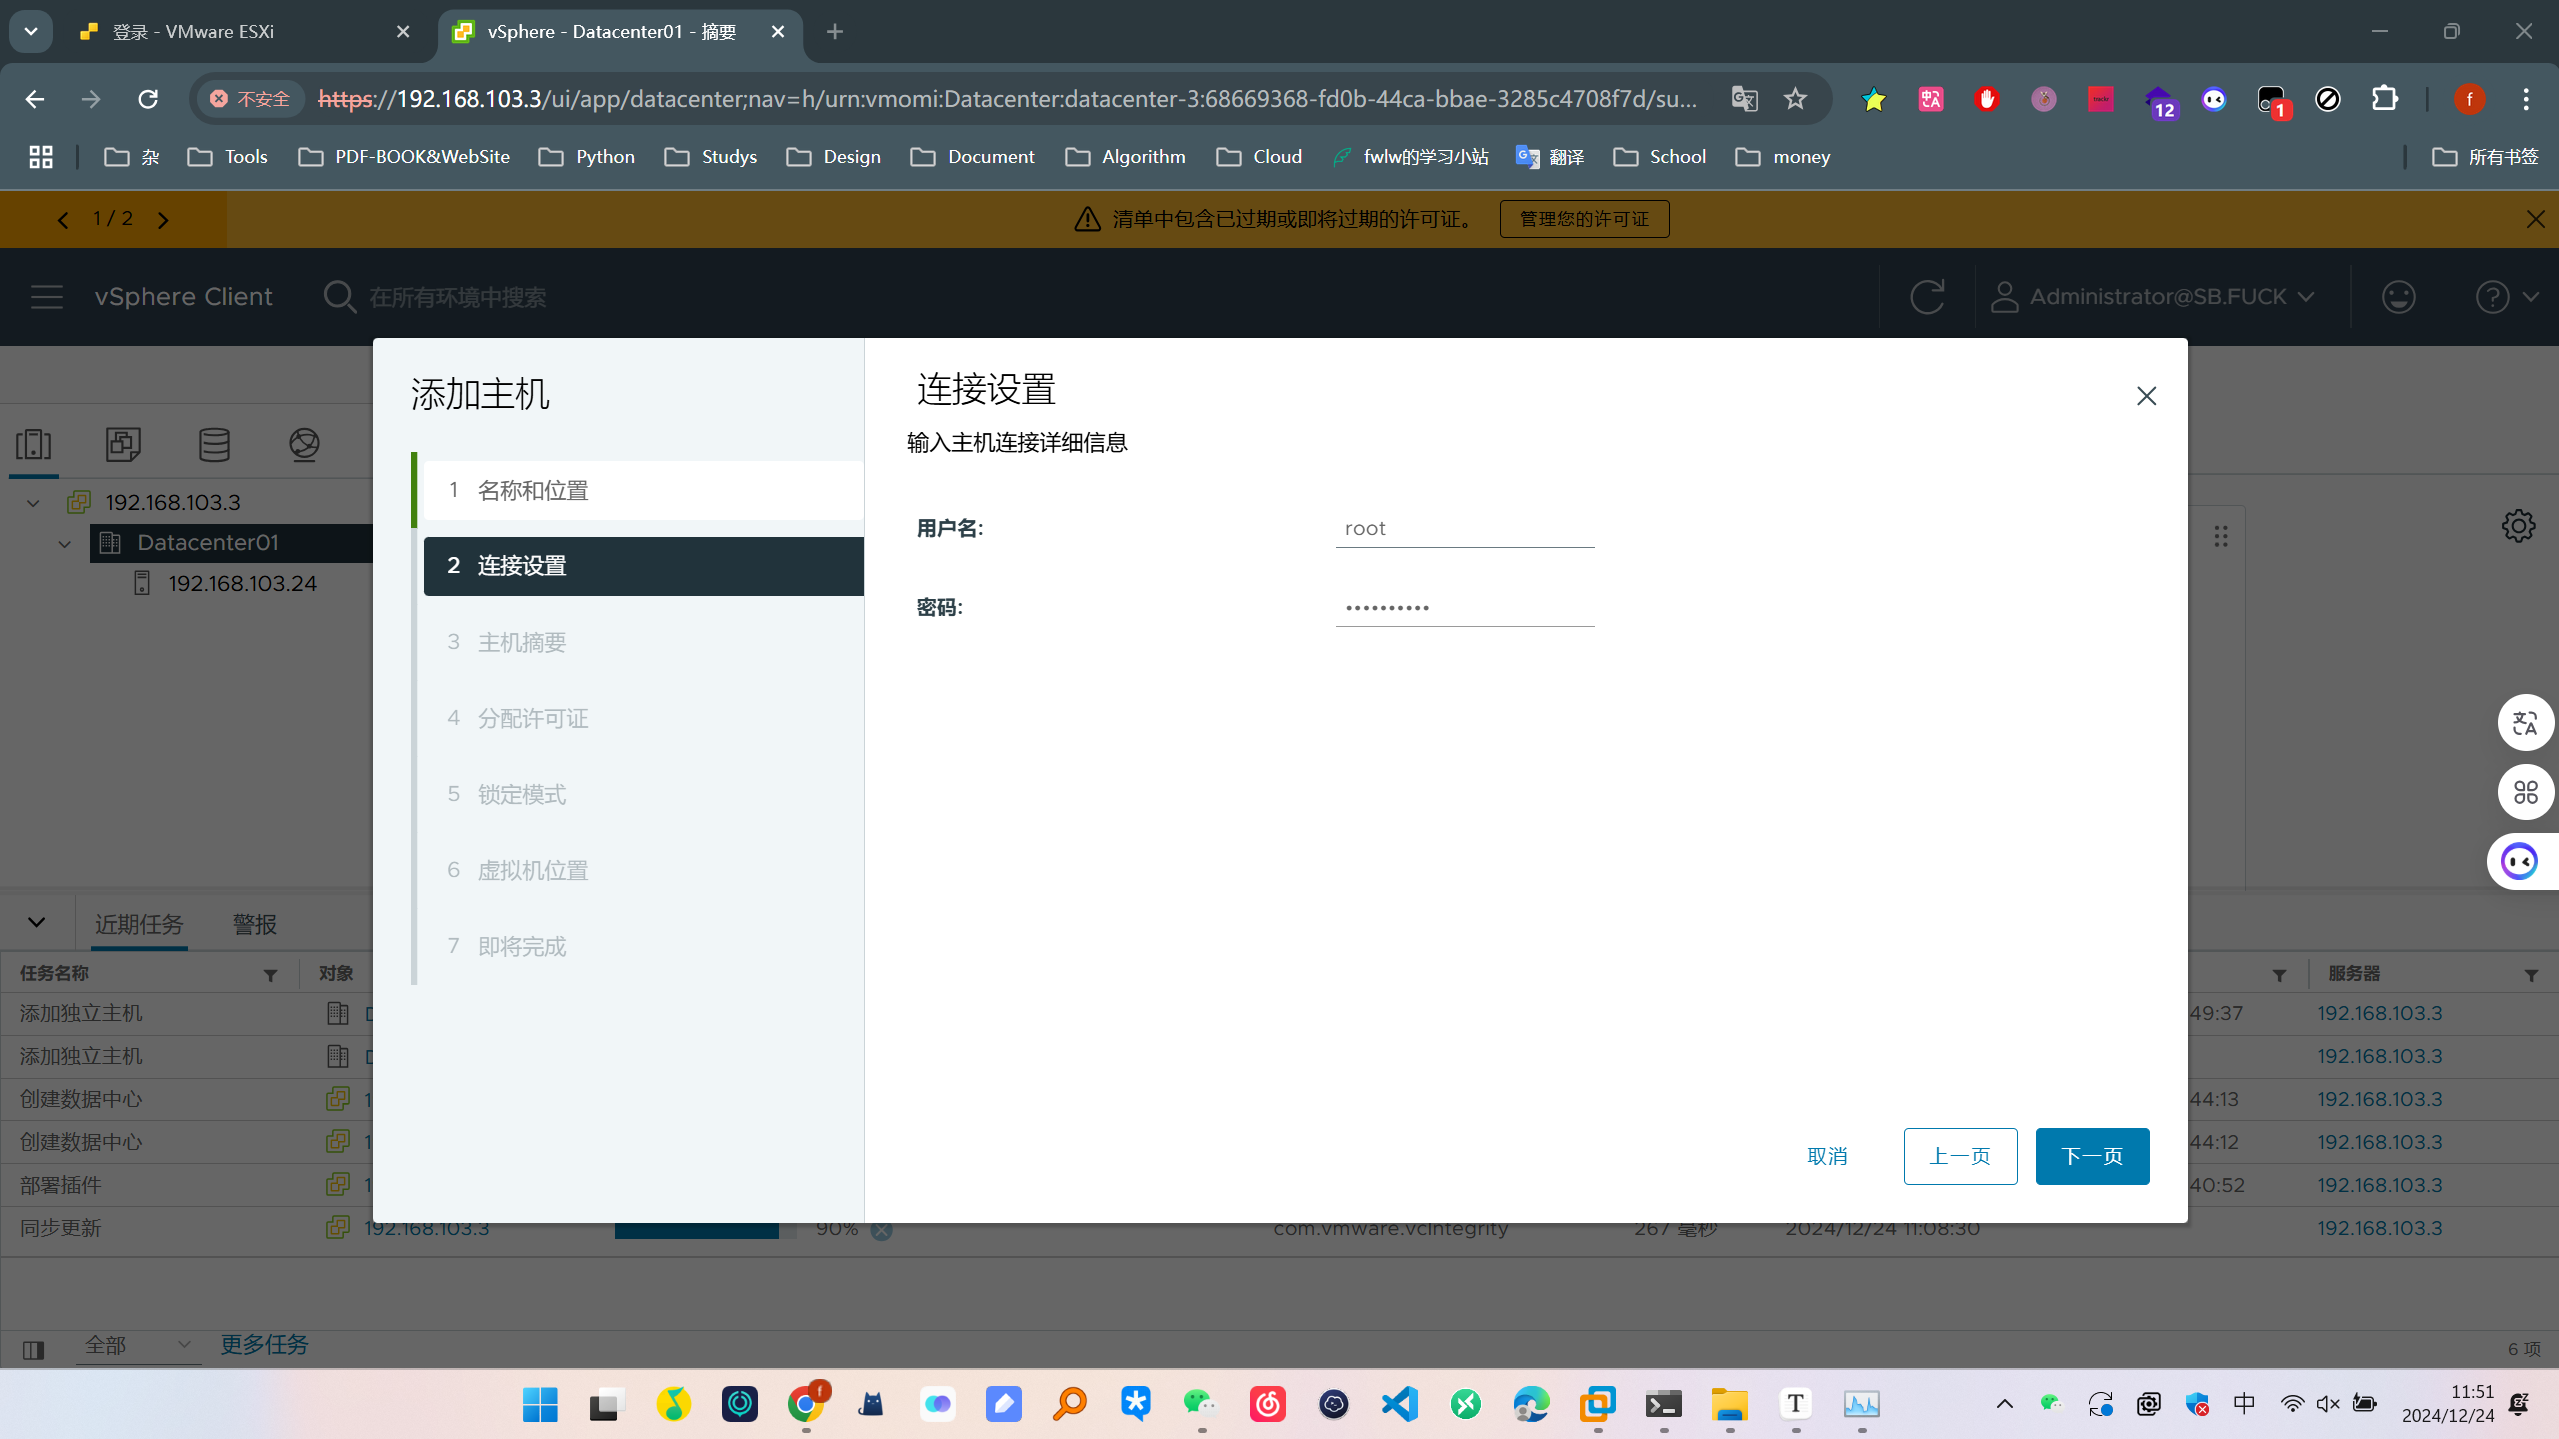 登录 - VMware ESXi
vSphere - Datacenter01 - 摘要
不安全
https://192.168.103.3/ui/app/datacenter;nav=h/urn:vmomi:Datacenter:datacenter-3:68669368-fd0b-44ca-bbae-3285c4708f7d/su...
12
1
f
杂
Tools
PDF-BOOK&WebSite
Python
Studys
Design
Document
Algorithm
Cloud
fwlw的学习小站
翻译
School
money
所有书签
1 / 2
清单中包含已过期或即将过期的许可证。
管理您的许可证
vSphere Client
在所有环境中搜索
Administrator@SB.FUCK
添加主机
1 名称和位置
2 连接设置
3 主机摘要
4 分配许可证
5 锁定模式
6 虚拟机位置
7 即将完成
连接设置
输入主机连接详细信息
用户名:
root
密码:
••••••••••
取消
上一页
下一页
192.168.103.3
Datacenter01
192.168.103.24
近期任务
警报
任务名称
对象
服务器
添加独立主机
49:37
192.168.103.3
添加独立主机
192.168.103.3
创建数据中心
1
44:13
192.168.103.3
创建数据中心
1
44:12
192.168.103.3
部署插件
1
40:52
192.168.103.3
同步更新
192.168.103.3
90%
com.vmware.vcIntegrity
267 毫秒
2024/12/24 11:08:30
192.168.103.3
全部
更多任务
6 项
中
11:51
2024/12/24